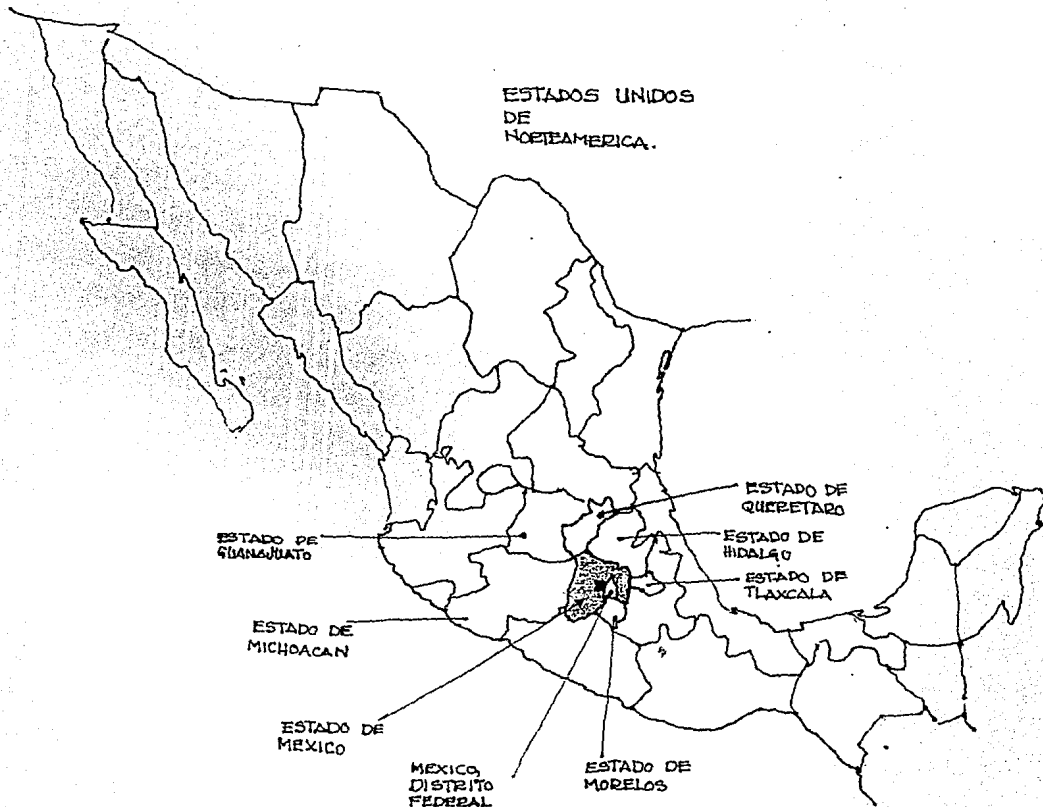 ESTADOS UNIDOS
DE
NORTEAMERICA.
ESTADO DE
QUERETARO
ESTADO DE
GUANAJUATO
ESTADO DE
HIDALGO
ESTADO DE
TLAXCALA
ESTADO DE
MICHOACAN
ESTADO DE
MEXICO
MEXICO,
DISTRITO
FEDERAL
ESTADO DE
MORELOS